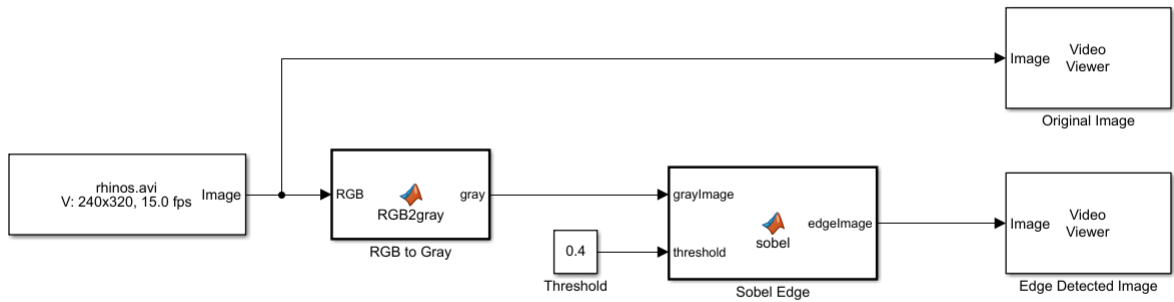 Image
Video
Viewer
Original Image
rhinos.avi
V: 240x320, 15.0 fps
Image
RGB
gray
RGB2gray
RGB to Gray
grayImage
threshold
sobel
edgeImage
Sobel Edge
0.4
Threshold
Image
Video
Viewer
Edge Detected Image